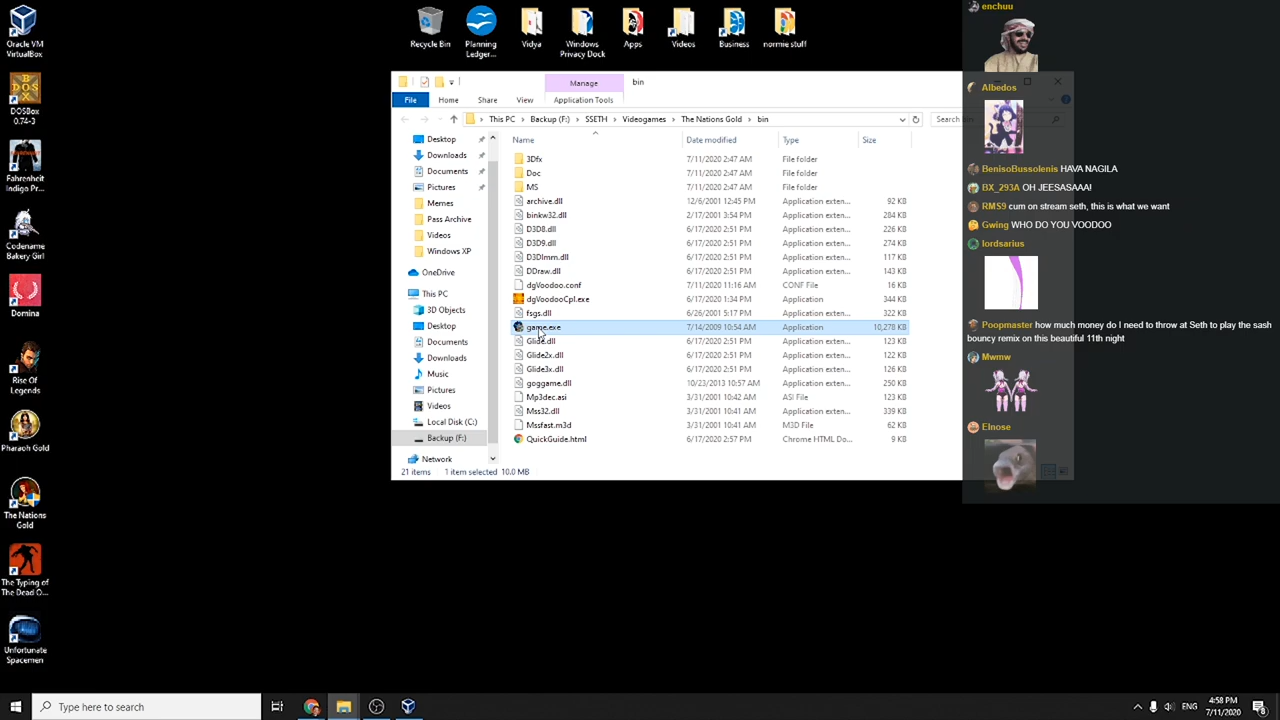 Oracle VM
VirtualBox
DOSBox
0.74-3
Fahrenheit
Indigo Pr...
Codename
Bakery Girl
Domina
Rise Of
Legends
Pharaoh Gold
The Nations
Gold
The Typing of
The Dead O...
Unfortunate
Spacemen
Recycle Bin
Planning
Ledger...
Vidya
Windows
Privacy Dock
Apps
Videos
Business
normie stuff
Manage
bin
File
Home
Share
View
Application Tools
This PC > Backup (F:) > SSETH > Videogames > The Nations Gold > bin
Search bin
Desktop
Downloads
Documents
Pictures
Memes
Pass Archive
Videos
Windows XP
OneDrive
This PC
3D Objects
Desktop
Documents
Downloads
Music
Pictures
Videos
Local Disk (C:)
Backup (F:)
Network
Name Date modified Type Size
3Dfx 7/11/2020 2:47 AM File folder
Doc 7/11/2020 2:47 AM File folder
MS 7/11/2020 2:47 AM File folder
archive.dll 12/6/2001 12:45 PM Application exten... 92 KB
binkw32.dll 2/17/2001 3:54 PM Application exten... 284 KB
D3D8.dll 6/17/2020 2:51 PM Application exten... 226 KB
D3D9.dll 6/17/2020 2:51 PM Application exten... 274 KB
D3DImm.dll 6/17/2020 2:51 PM Application exten... 117 KB
DDraw.dll 6/17/2020 2:51 PM Application exten... 143 KB
dgVoodoo.conf 7/11/2020 11:16 AM CONF File 16 KB
dgVoodooCpl.exe 6/17/2020 1:34 PM Application 344 KB
fsgs.dll 6/26/2001 5:17 PM Application exten... 322 KB
game.exe 7/14/2009 10:54 AM Application 10,278 KB
Glide.dll 6/17/2020 2:51 PM Application exten... 123 KB
Glide2x.dll 6/17/2020 2:51 PM Application exten... 122 KB
Glide3x.dll 6/17/2020 2:51 PM Application exten... 126 KB
goggame.dll 10/23/2013 10:57 AM Application exten... 250 KB
Mp3dec.asi 3/31/2001 10:42 AM ASI File 123 KB
Mss32.dll 3/31/2001 10:41 AM Application exten... 339 KB
Mssfast.m3d 3/31/2001 10:41 AM M3D File 62 KB
QuickGuide.html 6/17/2020 2:57 PM Chrome HTML Do... 9 KB
21 items 1 item selected 10.0 MB
enchuu
Albedos
BenisoBussolenis HAVA NAGILA
BX_293A OH JEESASAAA!
RMS9 cum on stream seth, this is what we want
Gwing WHO DO YOU VOODOO
lordsarius
Poopmaster how much money do I need to throw at Seth to play the sash
bouncy remix on this beautiful 11th night
Mwmw
Elnose
Type here to search
ENG
4:58 PM
7/11/2020
8